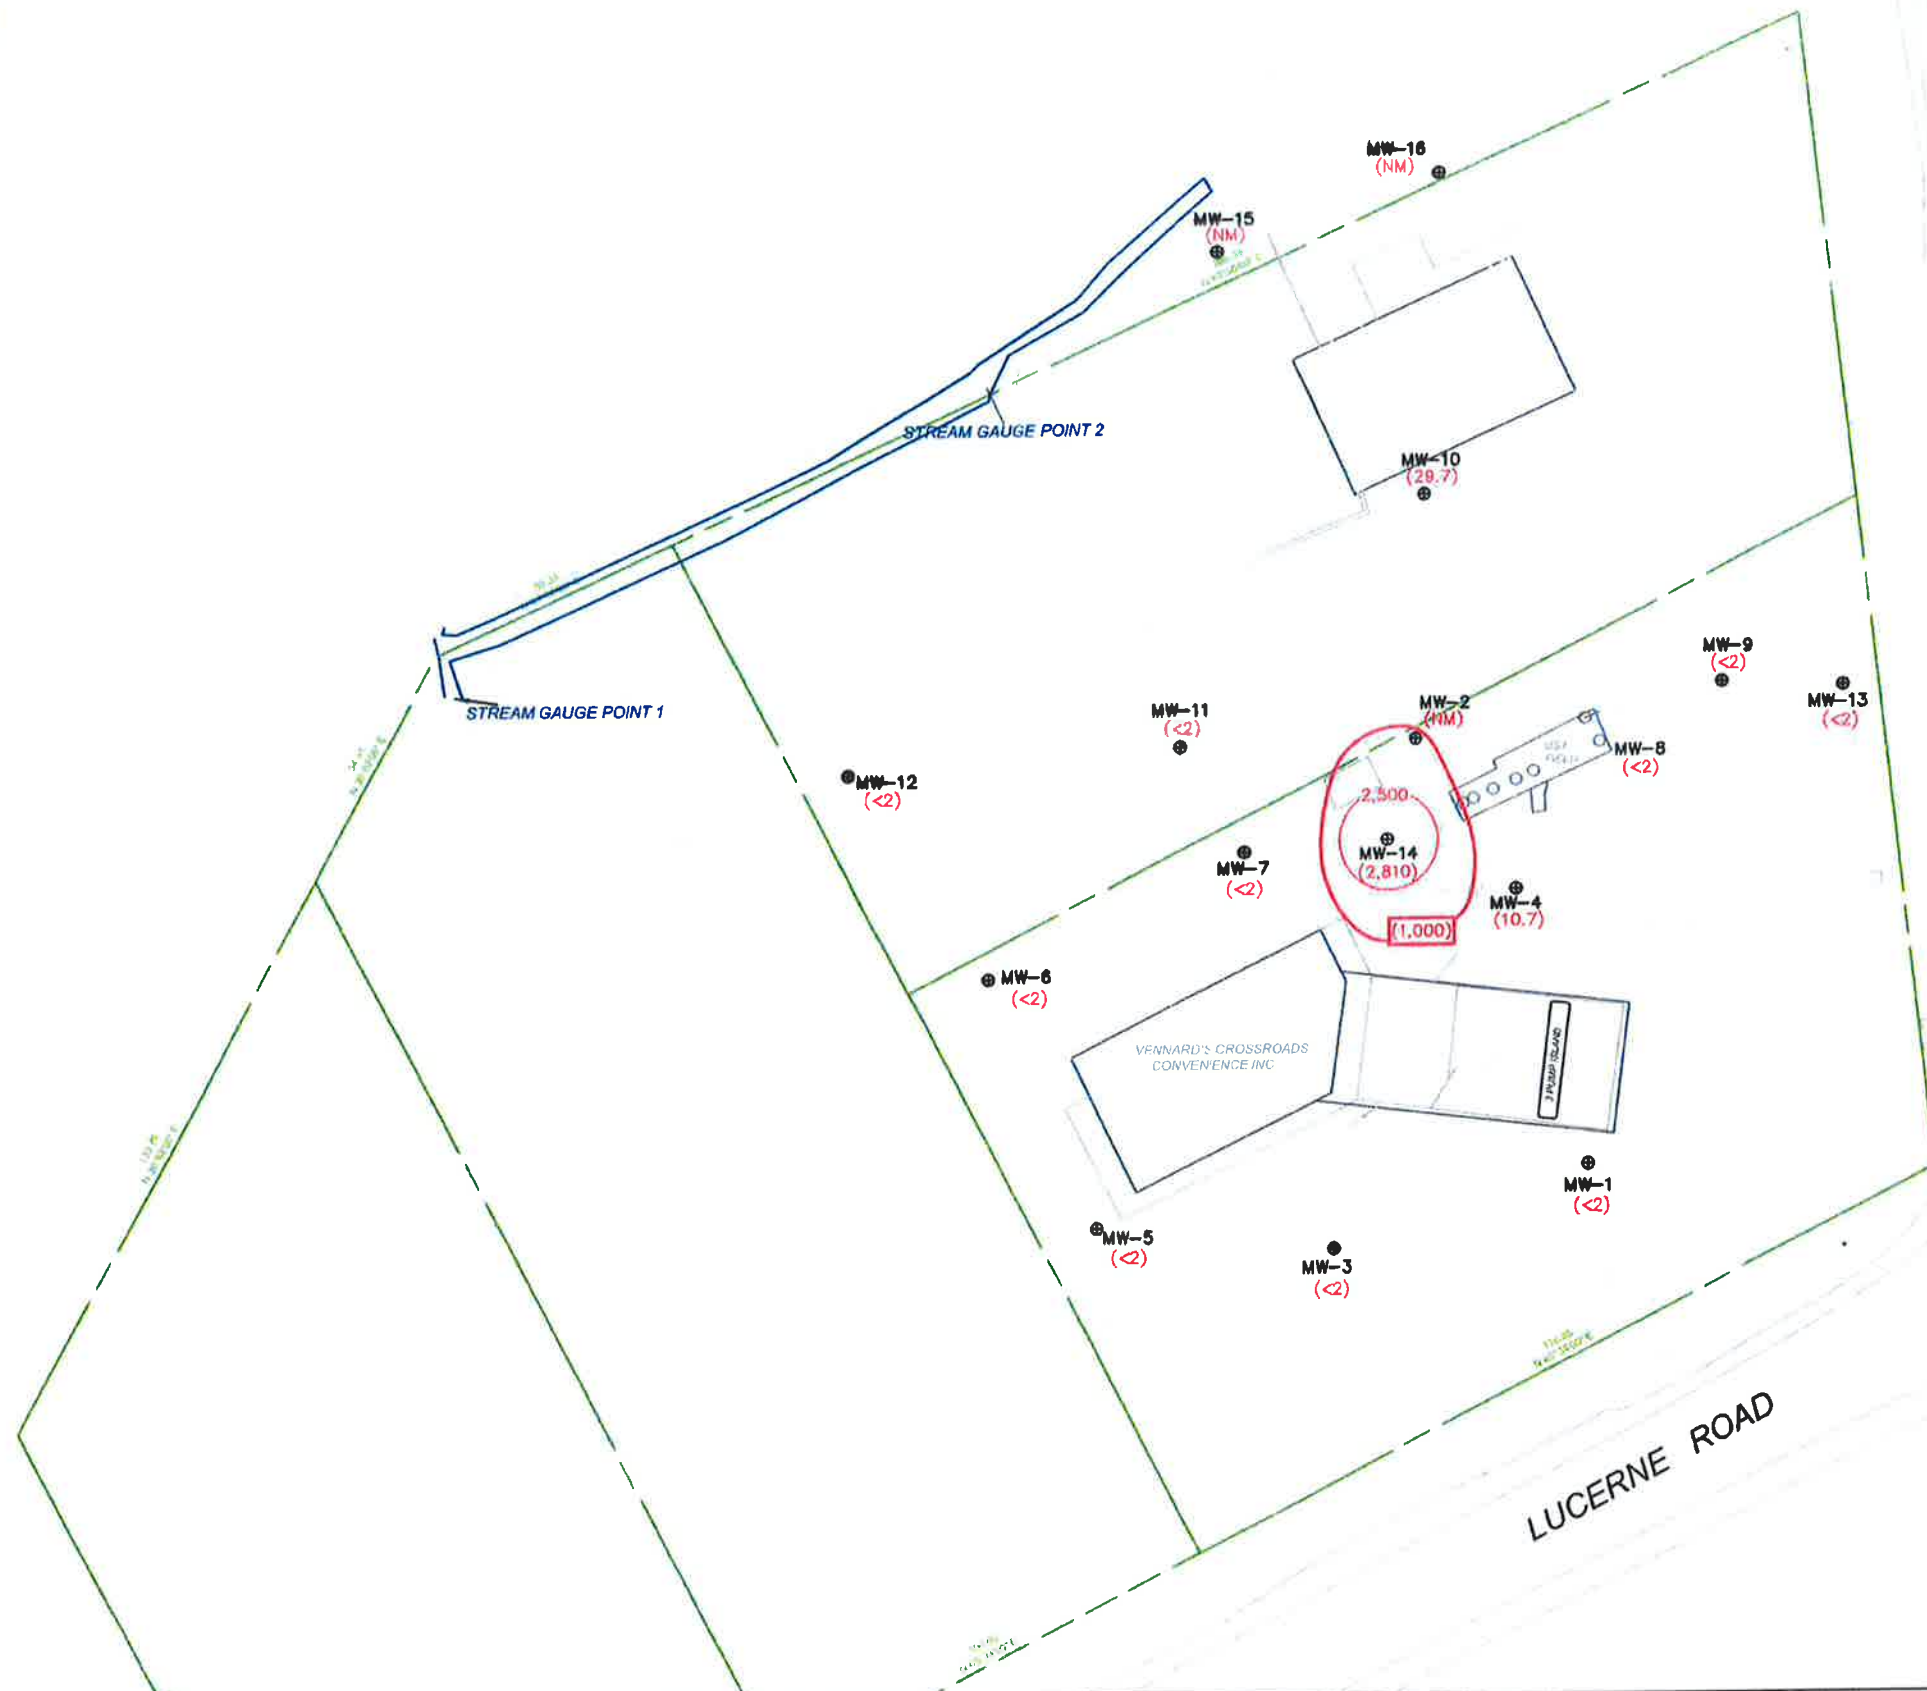 MW-16
(NM)
MW-15
(NM)
STREAM GAUGE POINT 2
MW-10
(29.7)
STREAM GAUGE POINT 1
MW-9
(<2)
MW-13
(<2)
MW-11
(<2)
MW-2
(NM)
MW-8
(<2)
MW-12
(<2)
2,500
MW-14
(2,810)
MW-7
(<2)
MW-4
(10.7)
(1,000)
MW-6
(<2)
VENNARD'S CROSSROADS
CONVENIENCE INC
3 PUMP ISLAND
MW-1
(<2)
MW-5
(<2)
MW-3
(<2)
LUCERNE ROAD